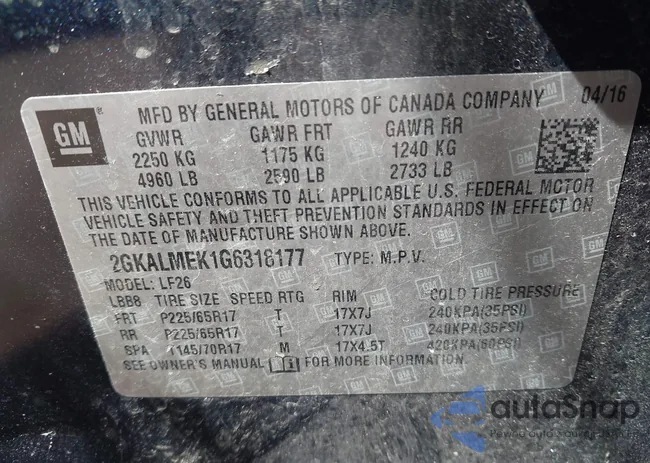 GM
MFD BY GENERAL MOTORS OF CANADA COMPANY 04/16
GVWR GAWR FRT GAWR RR
2250 KG 1175 KG 1240 KG
4960 LB 2590 LB 2733 LB
THIS VEHICLE CONFORMS TO ALL APPLICABLE U.S. FEDERAL MOTOR
VEHICLE SAFETY AND THEFT PREVENTION STANDARDS IN EFFECT ON
THE DATE OF MANUFACTURE SHOWN ABOVE.
2GKALMEK1G6318177 TYPE: M.P.V.
MODEL: LF26
LBB8 TIRE SIZE SPEED RTG RIM COLD TIRE PRESSURE
FRT P225/65R17 T 17X7J 240KPA(35PSI)
RR P225/65R17 T 17X7J 240KPA(35PSI)
SPA T145/70R17 M 17X4.5T 420KPA(60PSI)
SEE OWNER'S MANUAL FOR MORE INFORMATION.
autoSnap